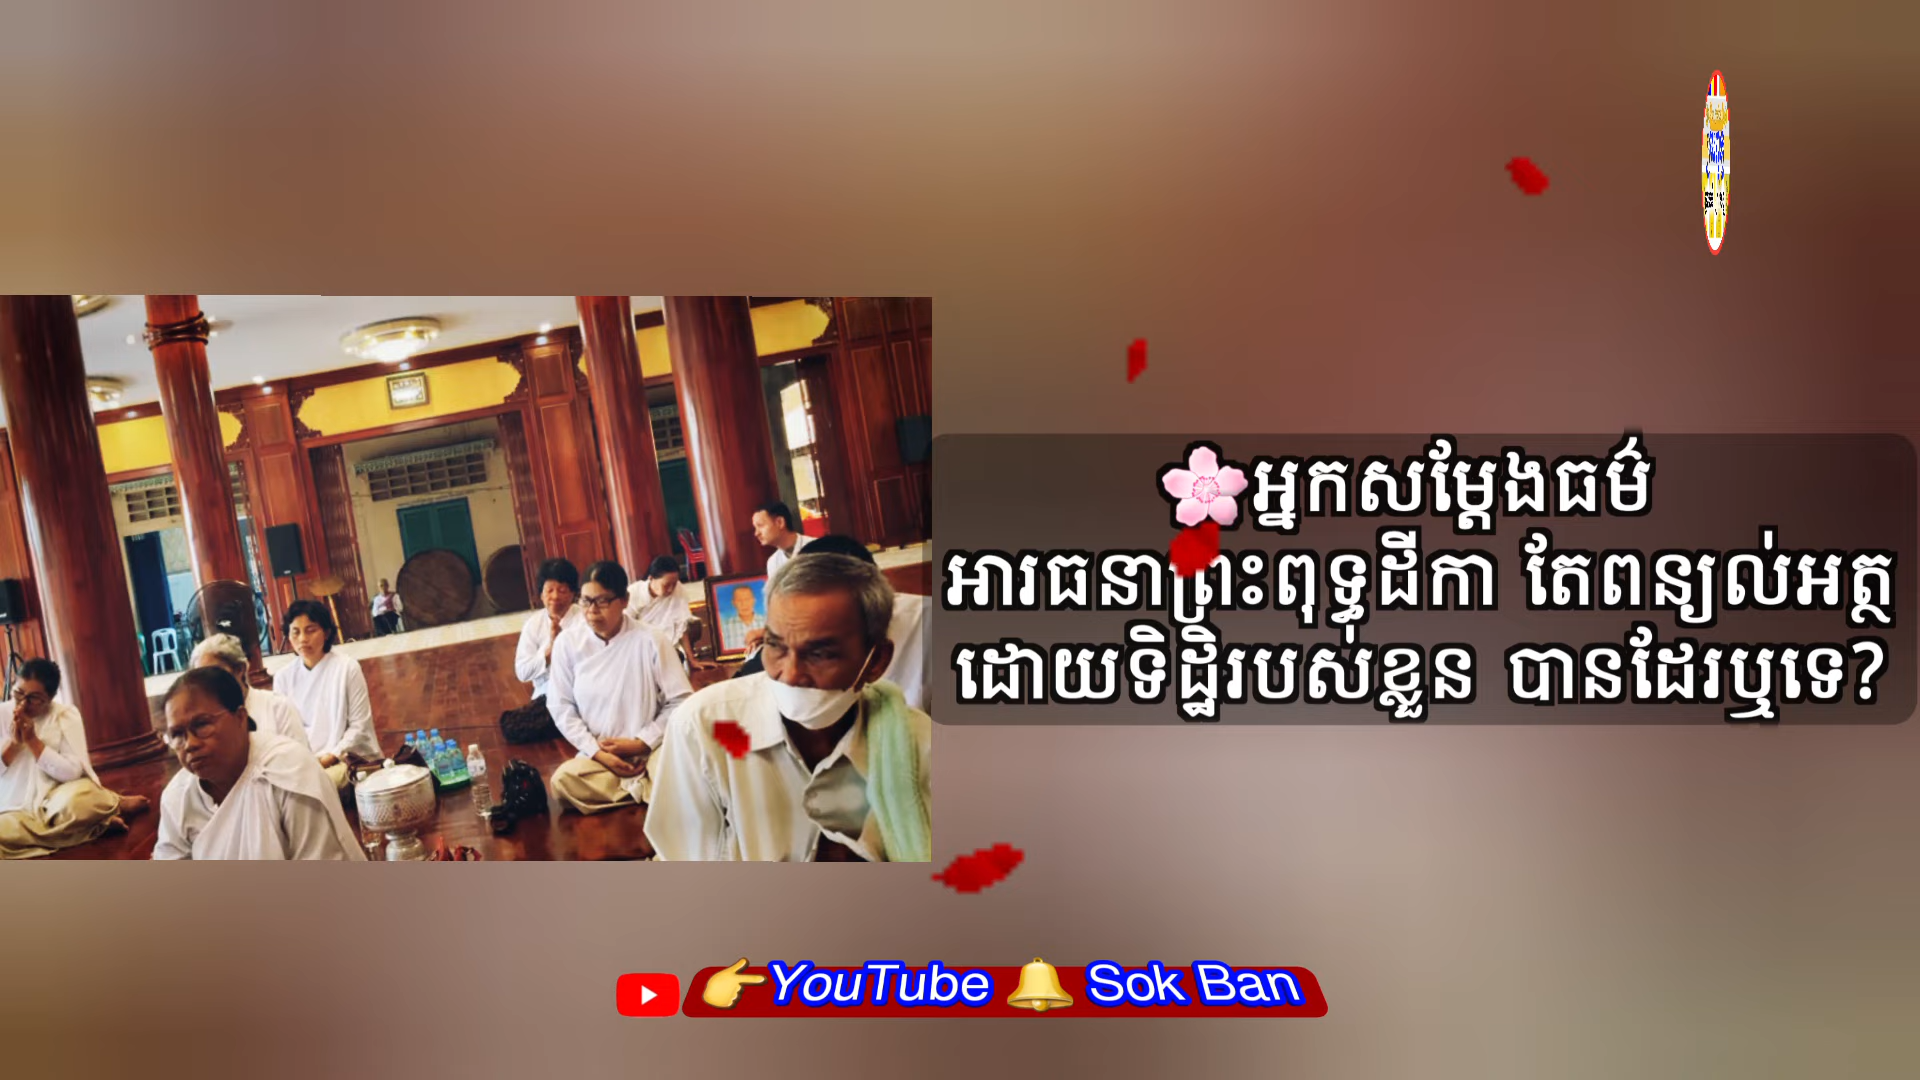 អ្នកសម្ដែងធម៌
អារធនាព្រះពុទ្ធដីកា តែពន្យល់អត្ថ
ដោយទិដ្ឋិរបស់ខ្លួន បានដែរឬទេ?
YouTube Sok Ban